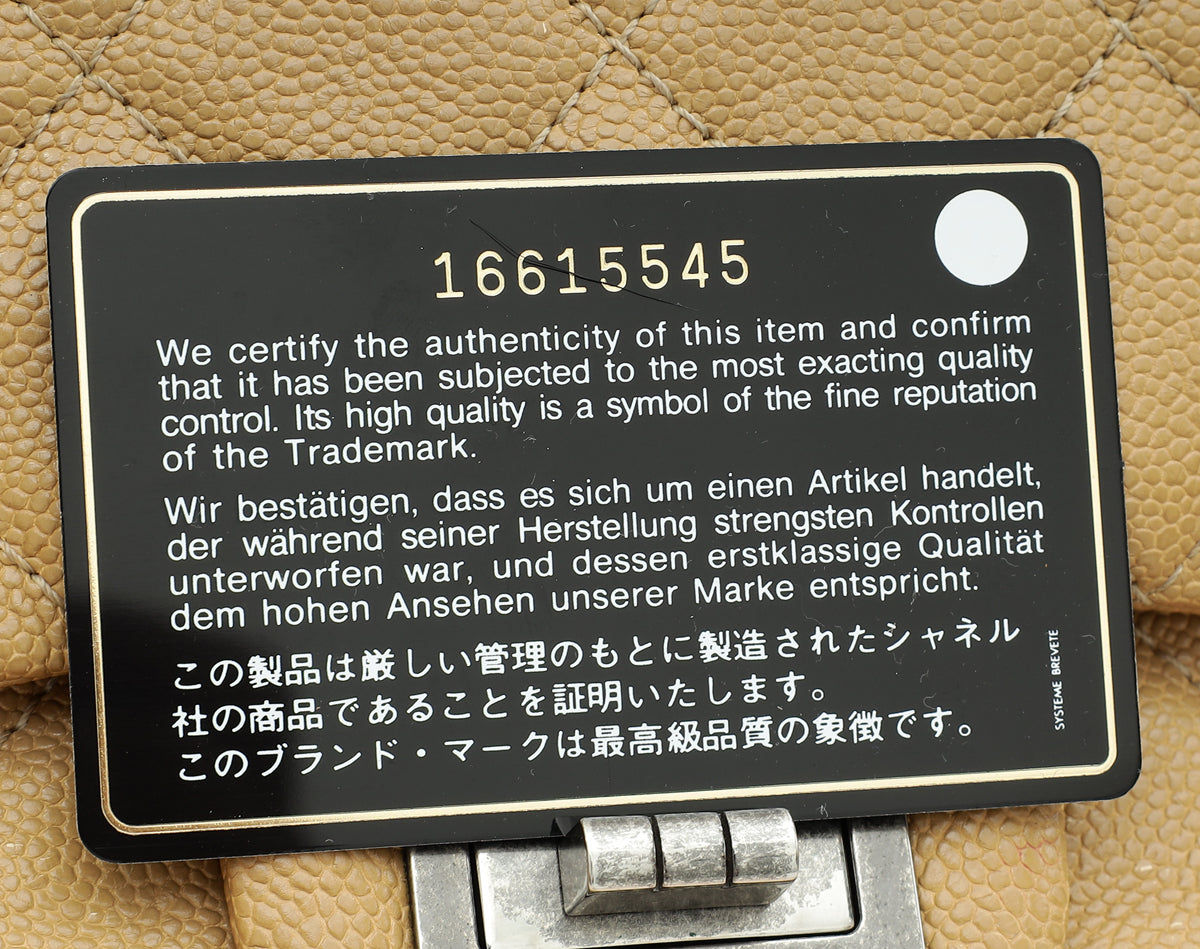 16615545
We certify the authenticity of this item and confirm
that it has been subjected to the most exacting quality
control. Its high quality is a symbol of the fine reputation
of the Trademark.
Wir bestätigen, dass es sich um einen Artikel handelt,
der während seiner Herstellung strengsten Kontrollen
unterworfen war, und dessen erstklassige Qualität
dem hohen Ansehen unserer Marke entspricht.
この製品は厳しい管理のもとに製造されたシャネル
社の商品であることを証明いたします。
このブランド・マークは最高級品質の象徴です。
SYSTEME BREVETE